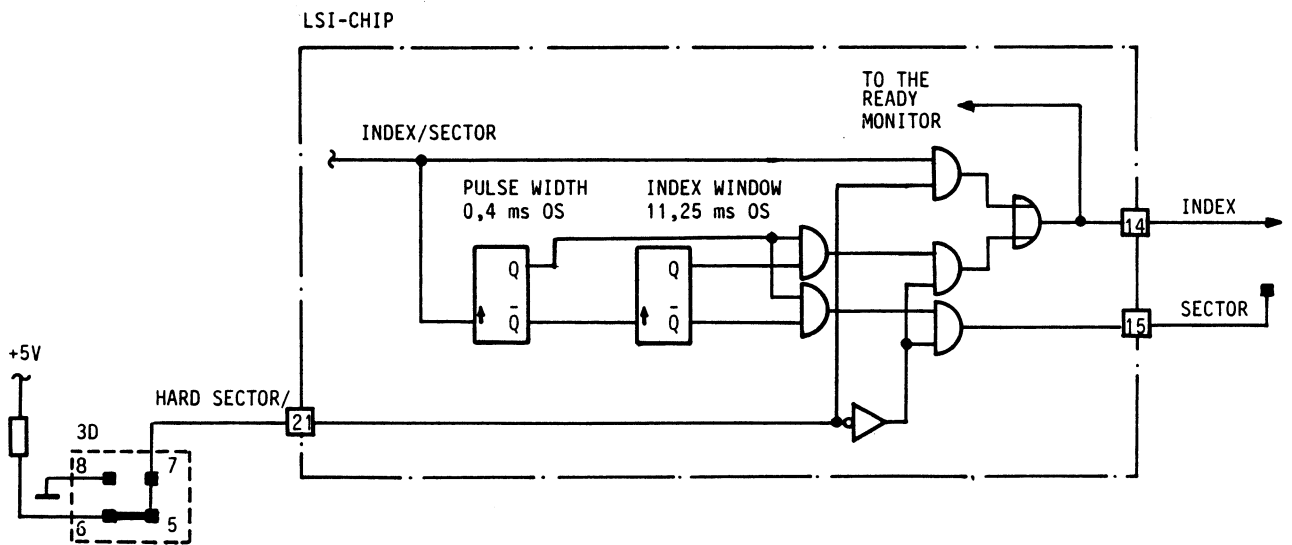 LSI-CHIP
TO THE
READY
MONITOR
INDEX/SECTOR
PULSE WIDTH
0,4 ms OS
INDEX WINDOW
11,25 ms OS
INDEX
14
Q
Q
Q̅
Q̅
SECTOR
15
+5V
HARD SECTOR/
21
3D
8
7
6
5